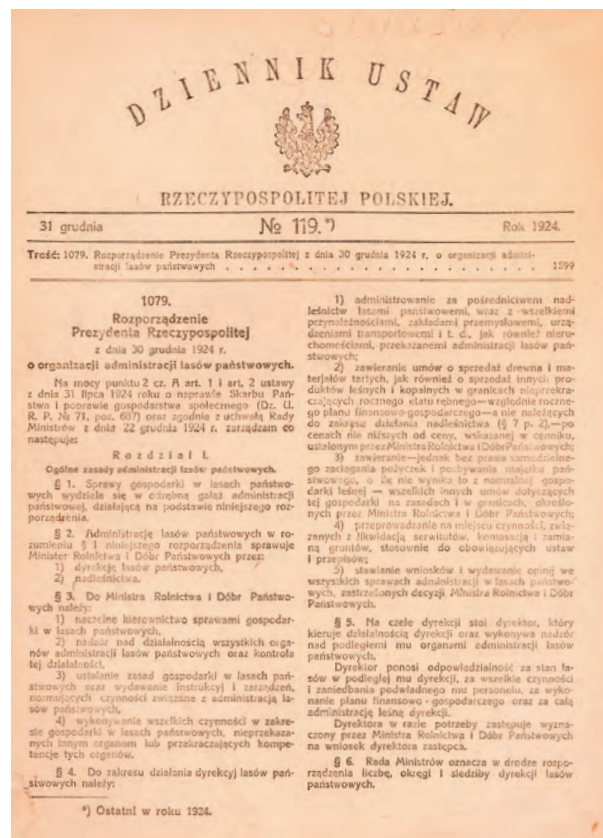 DZIENNIK USTAW
RZECZYPOSPOLITEJ POLSKIEJ.
31 grudnia
№ 119.*)
Rok 1924.
Treść: 1079. Rozporządzenie Prezydenta Rzeczypospolitej z dnia 30 grudnia 1924 r. o organizacji admini-
stracji lasów państwowych . . . . . . . . . . . . . . . . . . . . 1599
1079.
Rozporządzenie
Prezydenta Rzeczypospolitej
z dnia 30 grudnia 1924 r.
o organizacji administracji lasów państwowych.
Na mocy punktu 2 cz. A art. 1 i art. 2 ustawy
z dnia 31 lipca 1924 roku o naprawie Skarbu Pań-
stwa i poprawie gospodarstwa społecznego (Dz. U.
R. P. № 71, poz. 687) oraz zgodnie z uchwałą Rady
Ministrów z dnia 22 grudnia 1924 r. zarządzam co
następuje:
Rozdział I.
Ogólne zasady administracji lasów państwowych.
§ 1. Sprawy gospodarki w lasach państwo-
wych wydziela się w odrębną gałąź administracji
państwowej, działającą na podstawie niniejszego roz-
porządzenia.
§ 2. Administrację lasów państwowych w ro-
zumieniu § 1 niniejszego rozporządzenia sprawuje
Minister Rolnictwa i Dóbr Państwowych przez:
1) dyrekcje lasów państwowych,
2) nadleśnictwa.
§ 3. Do Ministra Rolnictwa i Dóbr Państwo-
wych należy:
1) naczelne kierownictwo sprawami gospodar-
ki w lasach państwowych,
2) nadzór nad działalnością wszystkich orga-
nów administracji lasów państwowych oraz kontrola
tej działalności,
3) ustalanie zasad gospodarki w lasach pań-
stwowych oraz wydawanie instrukcyj i zarządzeń,
normujących czynności związane z administracją la-
sów państwowych,
4) wykonywanie wszelkich czynności w zakre-
sie gospodarki w lasach państwowych, nieprzekaza-
nych innym organom lub przekraczających kompe-
tencje tych organów.
§ 4. Do zakresu działania dyrekcyj lasów pań-
stwowych należy:
*) Ostatni w roku 1924.
1) administrowanie za pośrednictwem nad-
leśnictw lasami państwowemi, wraz z wszelkiemi
przynależnościami, zakładami przemysłowemi, urzą-
dzeniami transportowemi i t. d., jak również nieru-
chomościami, przekazanemi administracji lasów pań-
stwowych;
2) zawieranie umów o sprzedaż drewna i ma-
terjałów tartych, jak również o sprzedaż innych pro-
duktów leśnych i kopalnych w granicach nieprzekra-
czających rocznego etatu rębnego—względnie roczne-
go planu finansowo-gospodarczego—a nie należących
do zakresu działania nadleśnictwa (§ 7 p. 2),—po
cenach nie niższych od ceny, wskazanej w cenniku,
ustalonym przez Ministra Rolnictwa i Dóbr Państwowych;
3) zawieranie—jednak bez prawa samodzielne-
go zaciągania pożyczek i pozbywania majątku pań-
stwowego, o ile nie wynika to z normalnej gospo-
darki leśnej — wszelkich innych umów dotyczących
tej gospodarki na zasadach i w granicach, określo-
nych przez Ministra Rolnictwa i Dóbr Państwowych;
4) przeprowadzanie na miejscu czynności, zwią-
zanych z likwidacją serwitutów, komasacją i zamia-
ną gruntów, stosownie do obowiązujących ustaw
i przepisów;
5) stawianie wniosków i wydawanie opinij we
wszystkich sprawach administracji w lasach państwo-
wych, zastrzeżonych decyzji Ministra Rolnictwa i Dóbr
Państwowych.
§ 5. Na czele dyrekcji stoi dyrektor, który
kieruje działalnością dyrekcji oraz wykonywa nadzór
nad podległemi mu organami administracji lasów
państwowych.
Dyrektor ponosi odpowiedzialność za stan la-
sów w podległej mu dyrekcji, za wszelkie czynności
i zaniedbania podwładnego mu personelu, za wyko-
nanie planu finansowo - gospodarczego oraz za całą
administrację leśną dyrekcji.
Dyrektora w razie potrzeby zastępuje wyzna-
czony przez Ministra Rolnictwa i Dóbr Państwowych
na wniosek dyrektora zastępca.
§ 6. Rada Ministrów oznacza w drodze rozpo-
rządzenia liczbę, okręgi i siedziby dyrekcji lasów
państwowych.